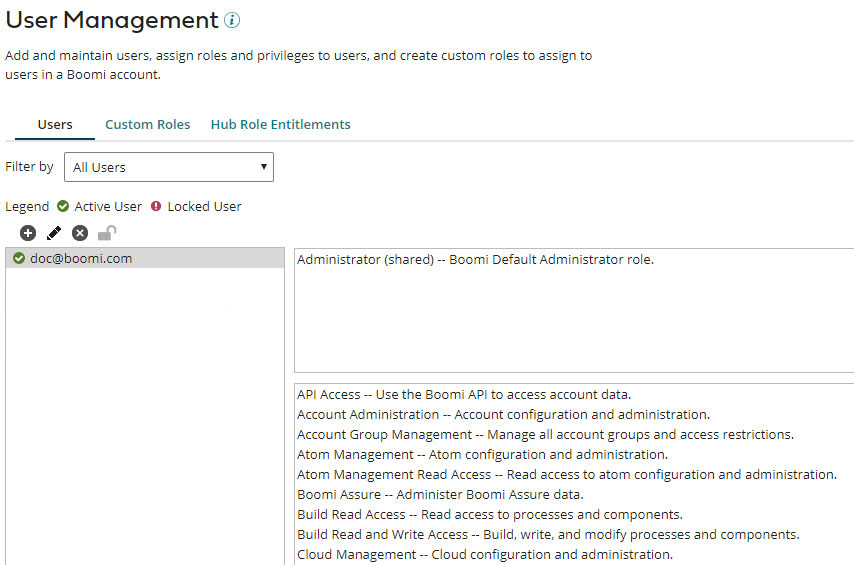 User Management
Add and maintain users, assign roles and privileges to users, and create custom roles to assign to
users in a Boomi account.
Users Custom Roles Hub Role Entitlements
Filter by All Users
Legend Active User Locked User
doc@boomi.com
Administrator (shared) -- Boomi Default Administrator role.
API Access -- Use the Boomi API to access account data.
Account Administration -- Account configuration and administration.
Account Group Management -- Manage all account groups and access restrictions.
Atom Management -- Atom configuration and administration.
Atom Management Read Access -- Read access to atom configuration and administration.
Boomi Assure -- Administer Boomi Assure data.
Build Read Access -- Read access to processes and components.
Build Read and Write Access -- Build, write, and modify processes and components.
Cloud Management -- Cloud configuration and administration.